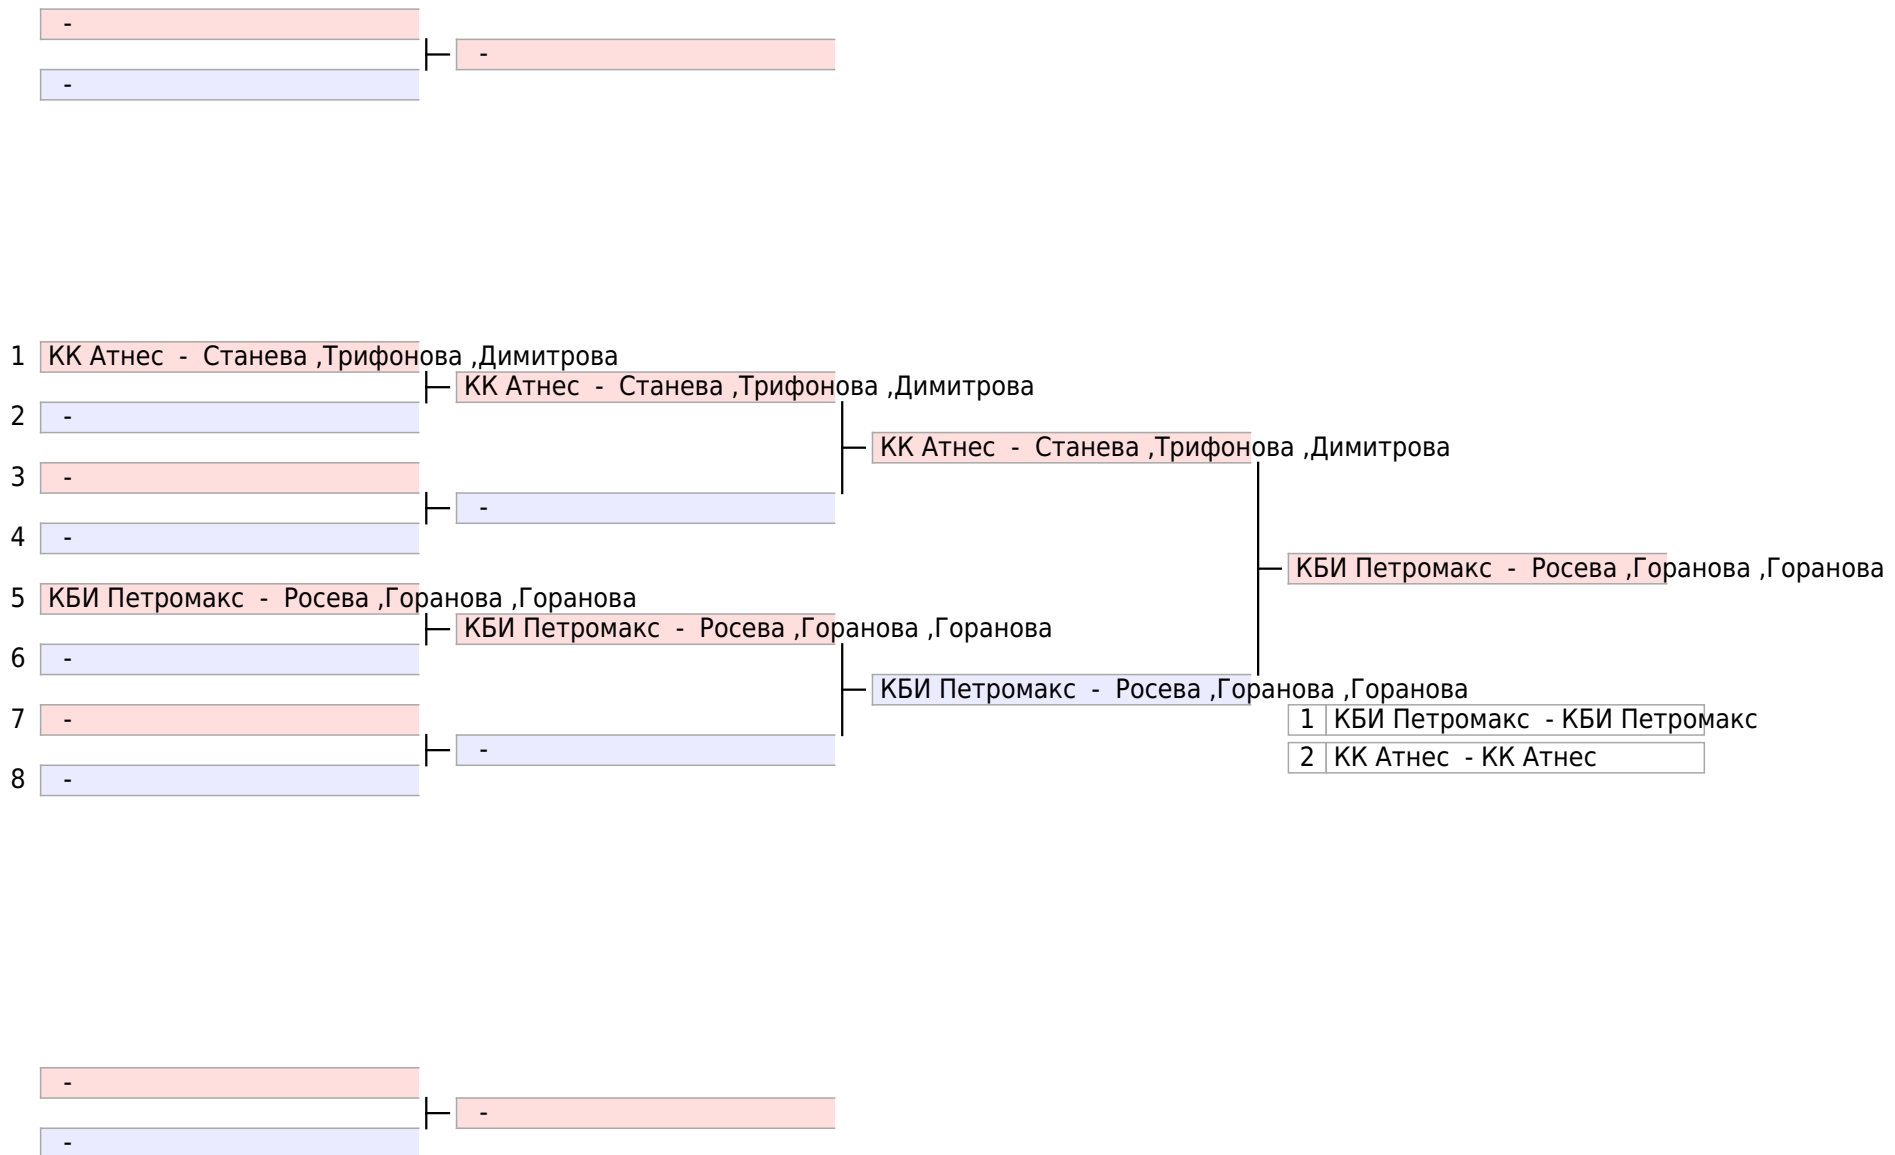 -
-
-
1 КК Атнес - Станева ,Трифонова ,Димитрова
КК Атнес - Станева ,Трифонова ,Димитрова
2 -
КК Атнес - Станева ,Трифонова ,Димитрова
3 -
-
4 -
КБИ Петромакс - Росева ,Горанова ,Горанова
5 КБИ Петромакс - Росева ,Горанова ,Горанова
КБИ Петромакс - Росева ,Горанова ,Горанова
6 -
КБИ Петромакс - Росева ,Горанова ,Горанова
7 -
1 КБИ Петромакс - КБИ Петромакс
-
2 КК Атнес - КК Атнес
8 -
-
-
-